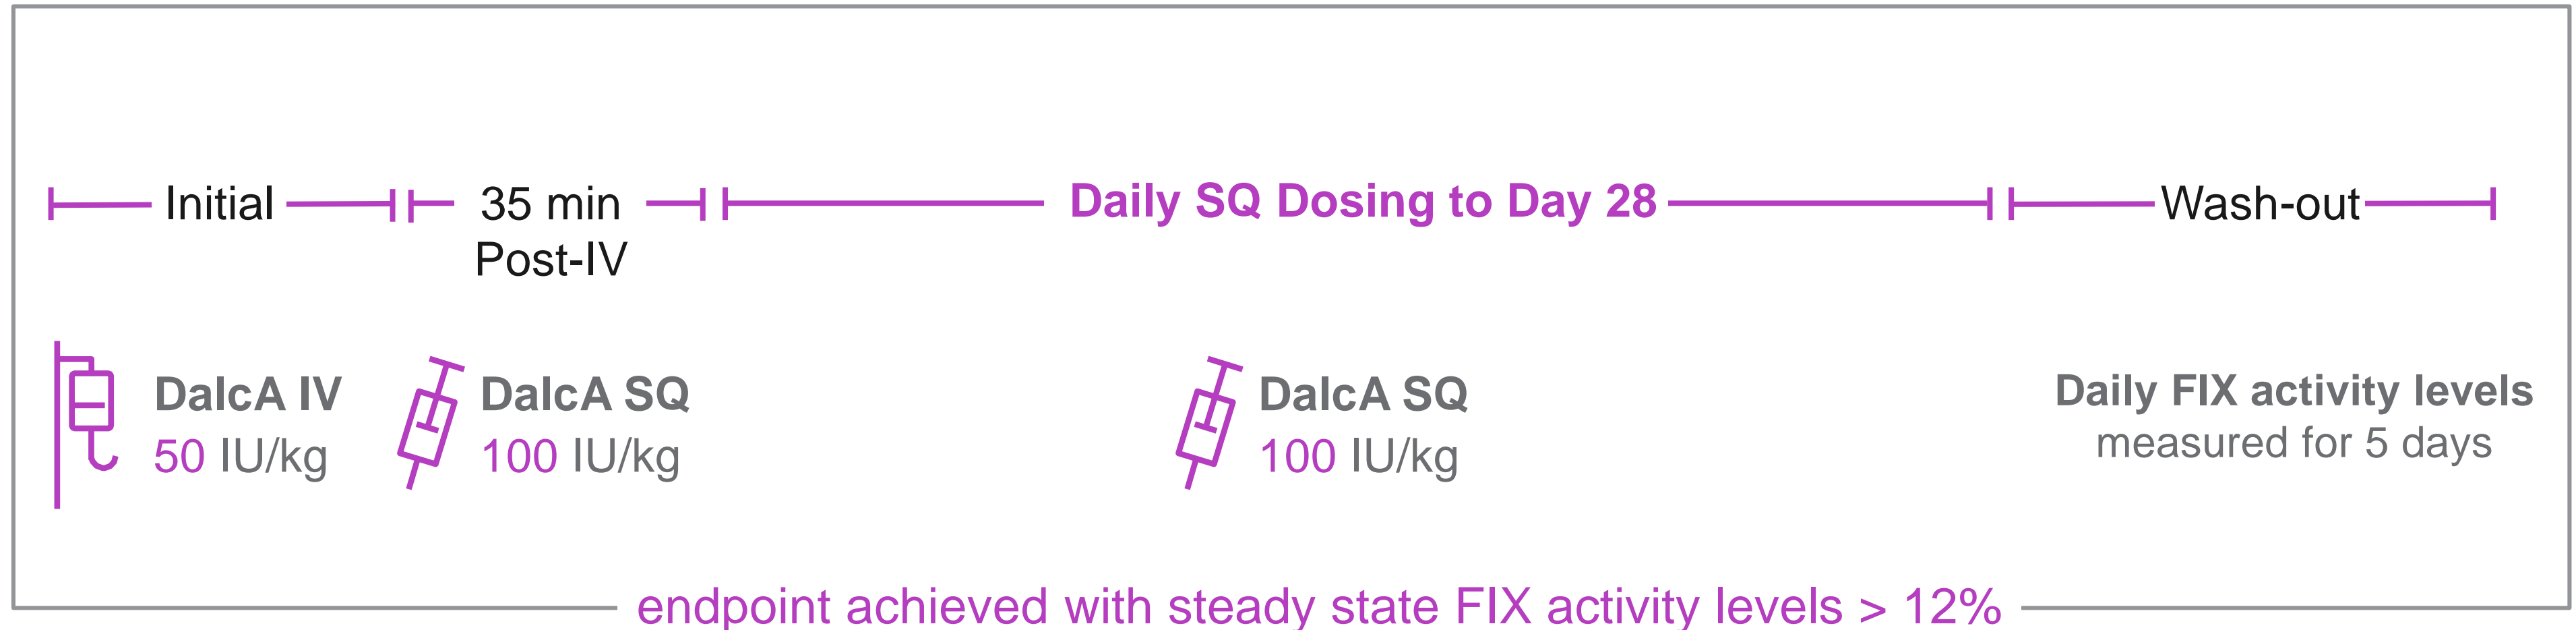 Initial
35 min
Post-IV
Daily SQ Dosing to Day 28
Wash-out
DalcA IV
50 IU/kg
DalcA SQ
100 IU/kg
DalcA SQ
100 IU/kg
Daily FIX activity levels
measured for 5 days
endpoint achieved with steady state FIX activity levels > 12%